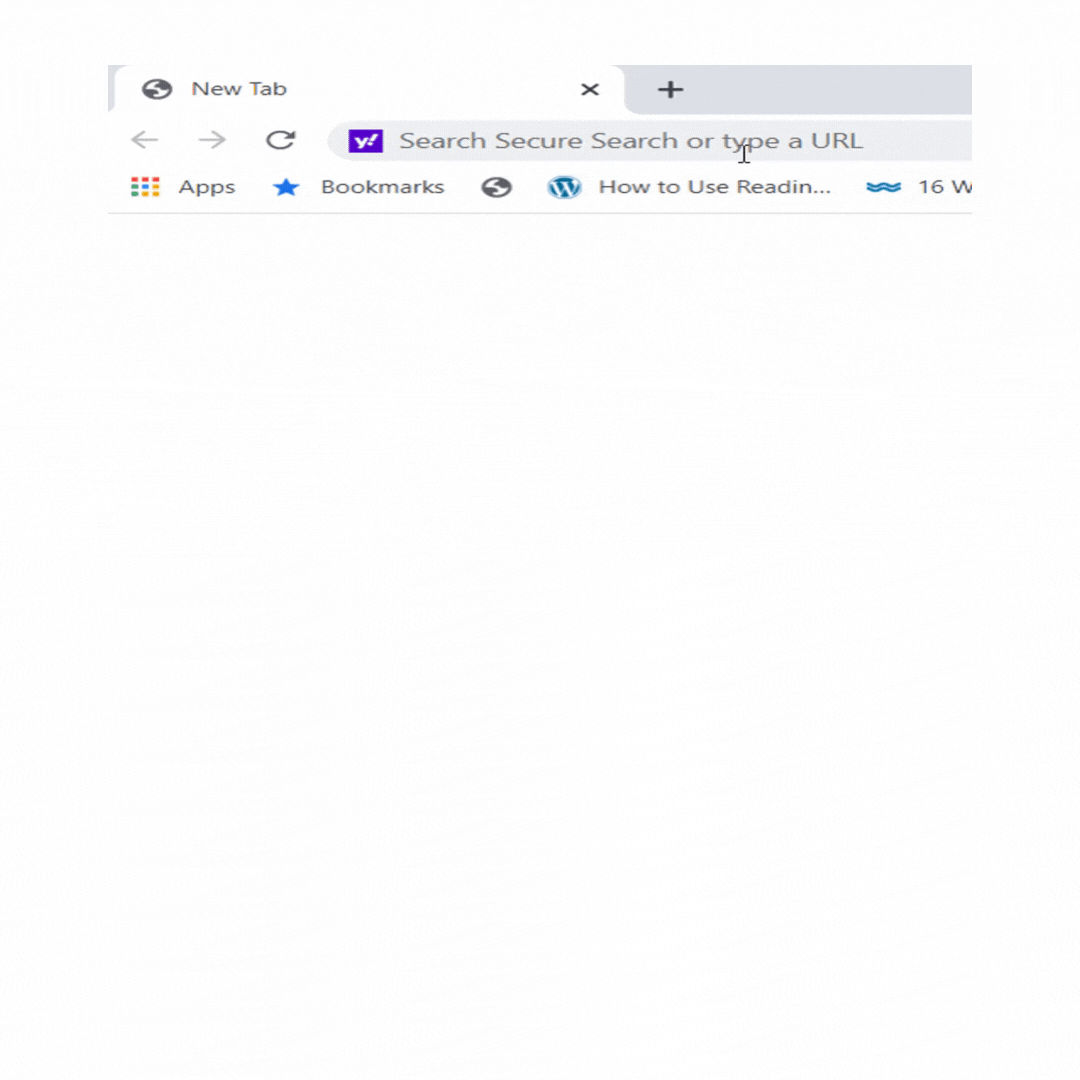 New Tab
y! Search Secure Search or type a URL
Apps Bookmarks How to Use Readin... 16 W